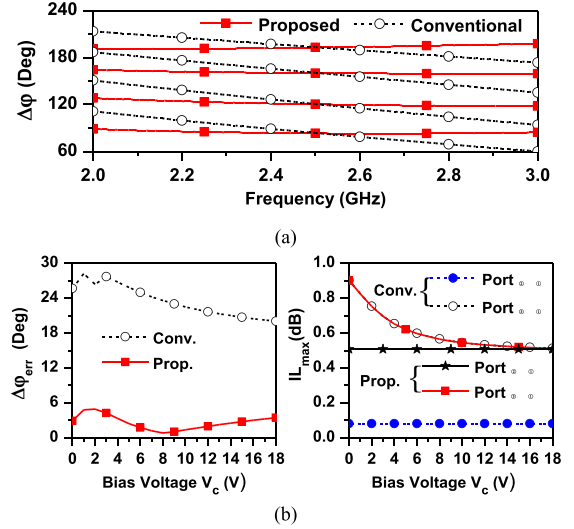 Proposed Conventional
Δφ (Deg)
240
180
120
60
2.0 2.2 2.4 2.6 2.8 3.0
Frequency (GHz)
(a)
Δφerr (Deg)
30
24
18
12
6
0
Conv.
Prop.
0 2 4 6 8 10 12 14 16 18
Bias Voltage Vc (V)
ILmax(dB)
1.0
0.8
0.6
0.4
0.2
0.0
Conv. { Port
Port
Prop. { Port
Port
0 2 4 6 8 10 12 14 16 18
Bias Voltage Vc (V)
(b)